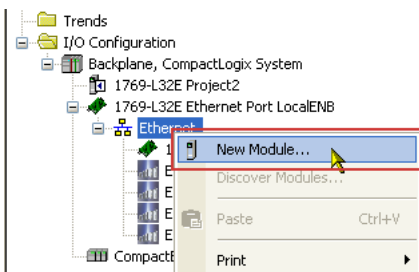 Trends
I/O Configuration
Backplane, CompactLogix System
1769-L32E Project2
1769-L32E Ethernet Port LocalENB
Ethernet
1
New Module...
E
Discover Modules...
E
E
Paste Ctrl+V
E
Print